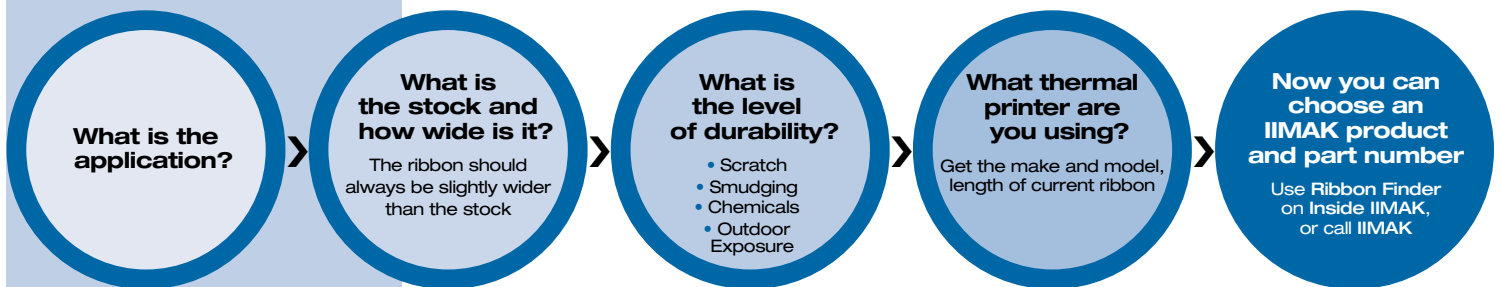 What is the
application?
What is
the stock and
how wide is it?
The ribbon should
always be slightly wider
than the stock
What is
the level
of durability?
• Scratch
• Smudging
• Chemicals
• Outdoor
Exposure
What thermal
printer are
you using?
Get the make and model,
length of current ribbon
Now you can
choose an
IIMAK product
and part number
Use Ribbon Finder
on Inside IIMAK,
or call IIMAK